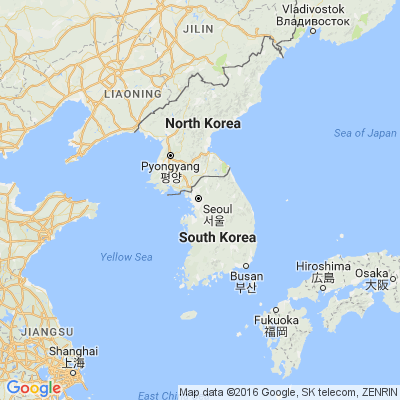 Vladivostok
Владивосток
JILIN
LIAONING
North Korea
Sea of Japan
Pyongyang
평양
Seoul
서울
South Korea
Yellow Sea
Busan
부산
Hiroshima
広島
Osaka
大阪
Fukuoka
福岡
JIANGSU
Shanghai
上海
East Chi
Google
Map data ©2016 Google, SK telecom, ZENRIN